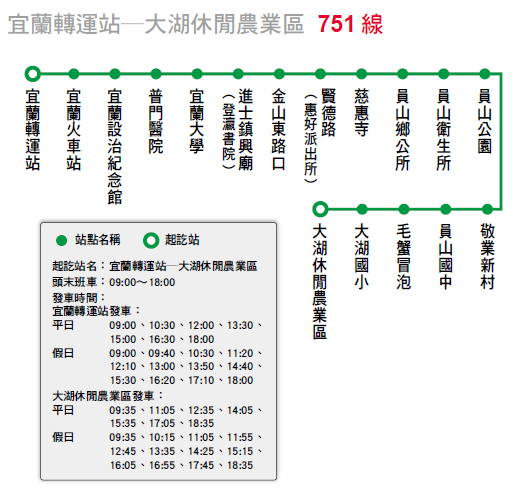 宜蘭轉運站─大湖休閒農業區 751 線
宜蘭轉運站
宜蘭火車站
宜蘭設治紀念館
普門醫院
宜蘭大學
進士鎮興廟
（登瀛書院）
金山東路口
賢德路
（惠好派出所）
慈惠寺
員山鄉公所
員山衛生所
員山公園
敬業新村
員山國中
毛蟹冒泡
大湖國小
大湖休閒農業區
站點名稱 起訖站
起訖站名：宜蘭轉運站─大湖休閒農業區
頭末班車：09:00～18:00
發車時間：
宜蘭轉運站發車：
平日 09:00、10:30、12:00、13:30、
15:00、16:30、18:00
假日 09:00、09:40、10:30、11:20、
12:10、13:00、13:50、14:40、
15:30、16:20、17:10、18:00
大湖休閒農業區發車：
平日 09:35、11:05、12:35、14:05、
15:35、17:05、18:35
假日 09:35、10:15、11:05、11:55、
12:45、13:35、14:25、15:15、
16:05、16:55、17:45、18:35